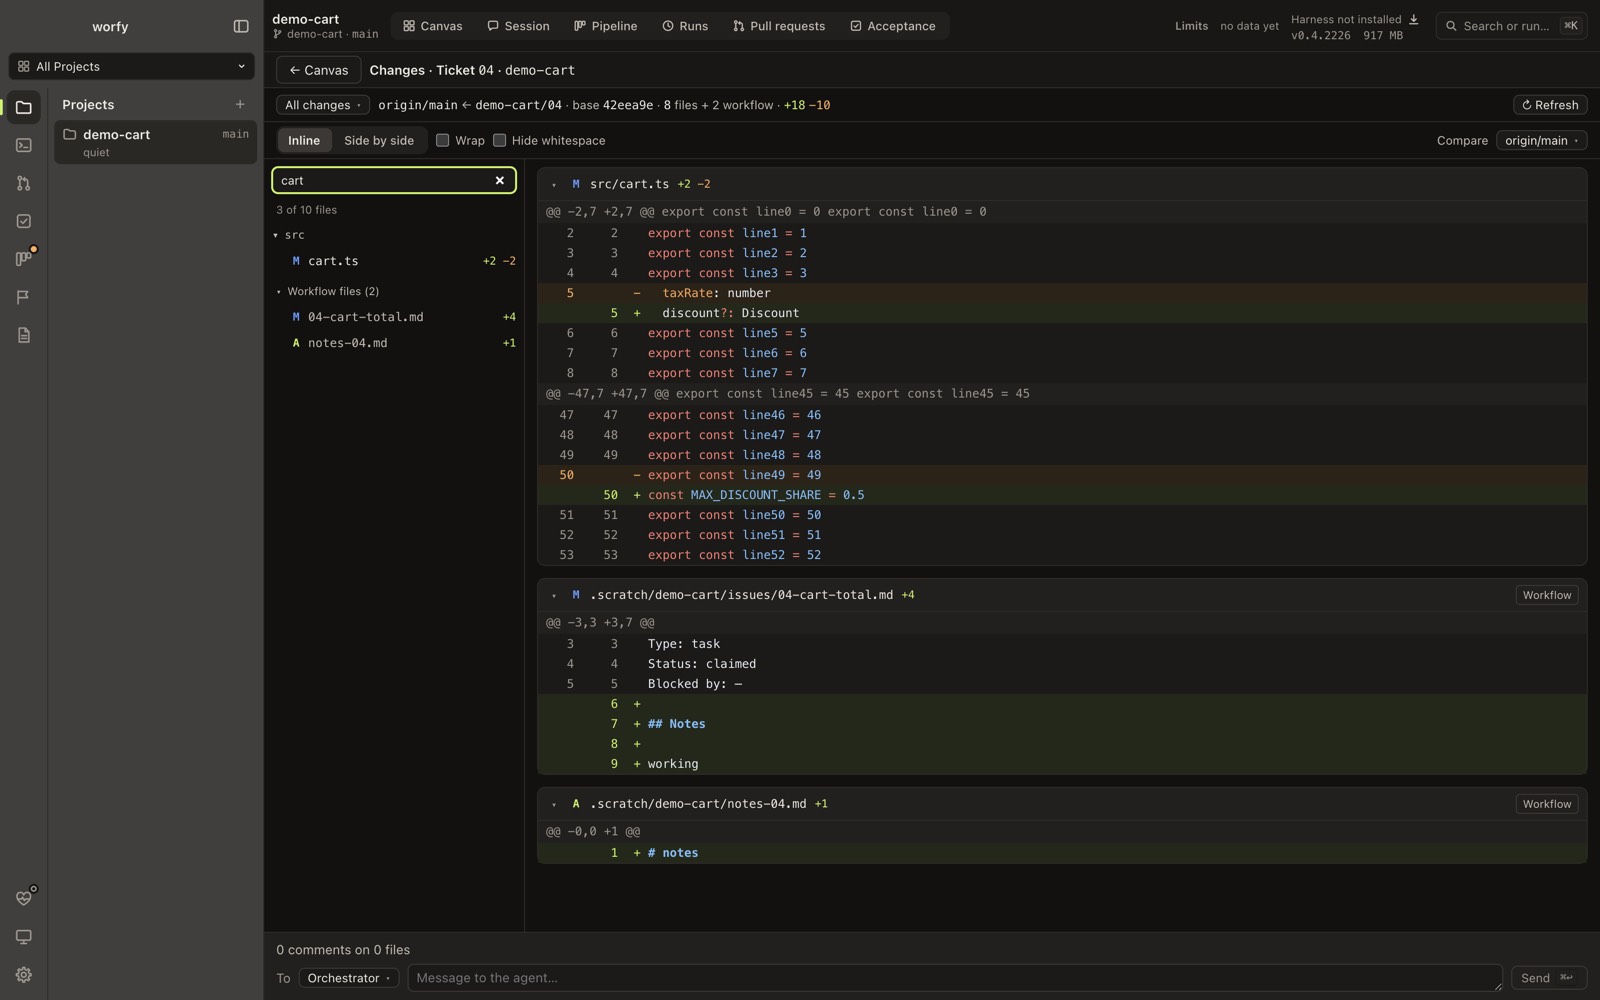 worfy
All Projects
Projects
demo-cart main
quiet
demo-cart
demo-cart · main
Canvas Session Pipeline Runs Pull requests Acceptance
Limits no data yet
Harness not installed
v0.4.2226 917 MB
Search or run... ⌘K
← Canvas Changes · Ticket 04 · demo-cart
All changes origin/main ← demo-cart/04 · base 42eea9e · 8 files + 2 workflow · +18 −10 Refresh
Inline Side by side Wrap Hide whitespace Compare origin/main
cart
3 of 10 files
src
M cart.ts +2 −2
Workflow files (2)
M 04-cart-total.md +4
A notes-04.md +1
M src/cart.ts +2 −2
@@ −2,7 +2,7 @@ export const line0 = 0 export const line0 = 0
2 2 export const line1 = 1
3 3 export const line2 = 2
4 4 export const line3 = 3
5 − taxRate: number
5 + discount?: Discount
6 6 export const line5 = 5
7 7 export const line6 = 6
8 8 export const line7 = 7
@@ −47,7 +47,7 @@ export const line45 = 45 export const line45 = 45
47 47 export const line46 = 46
48 48 export const line47 = 47
49 49 export const line48 = 48
50 − export const line49 = 49
50 + const MAX_DISCOUNT_SHARE = 0.5
51 51 export const line50 = 50
52 52 export const line51 = 51
53 53 export const line52 = 52
M .scratch/demo-cart/issues/04-cart-total.md +4 Workflow
@@ −3,3 +3,7 @@
3 3 Type: task
4 4 Status: claimed
5 5 Blocked by: —
6 +
7 + ## Notes
8 +
9 + working
A .scratch/demo-cart/notes-04.md +1 Workflow
@@ −0,0 +1 @@
1 + # notes
0 comments on 0 files
To Orchestrator Message to the agent... Send ⌘↩